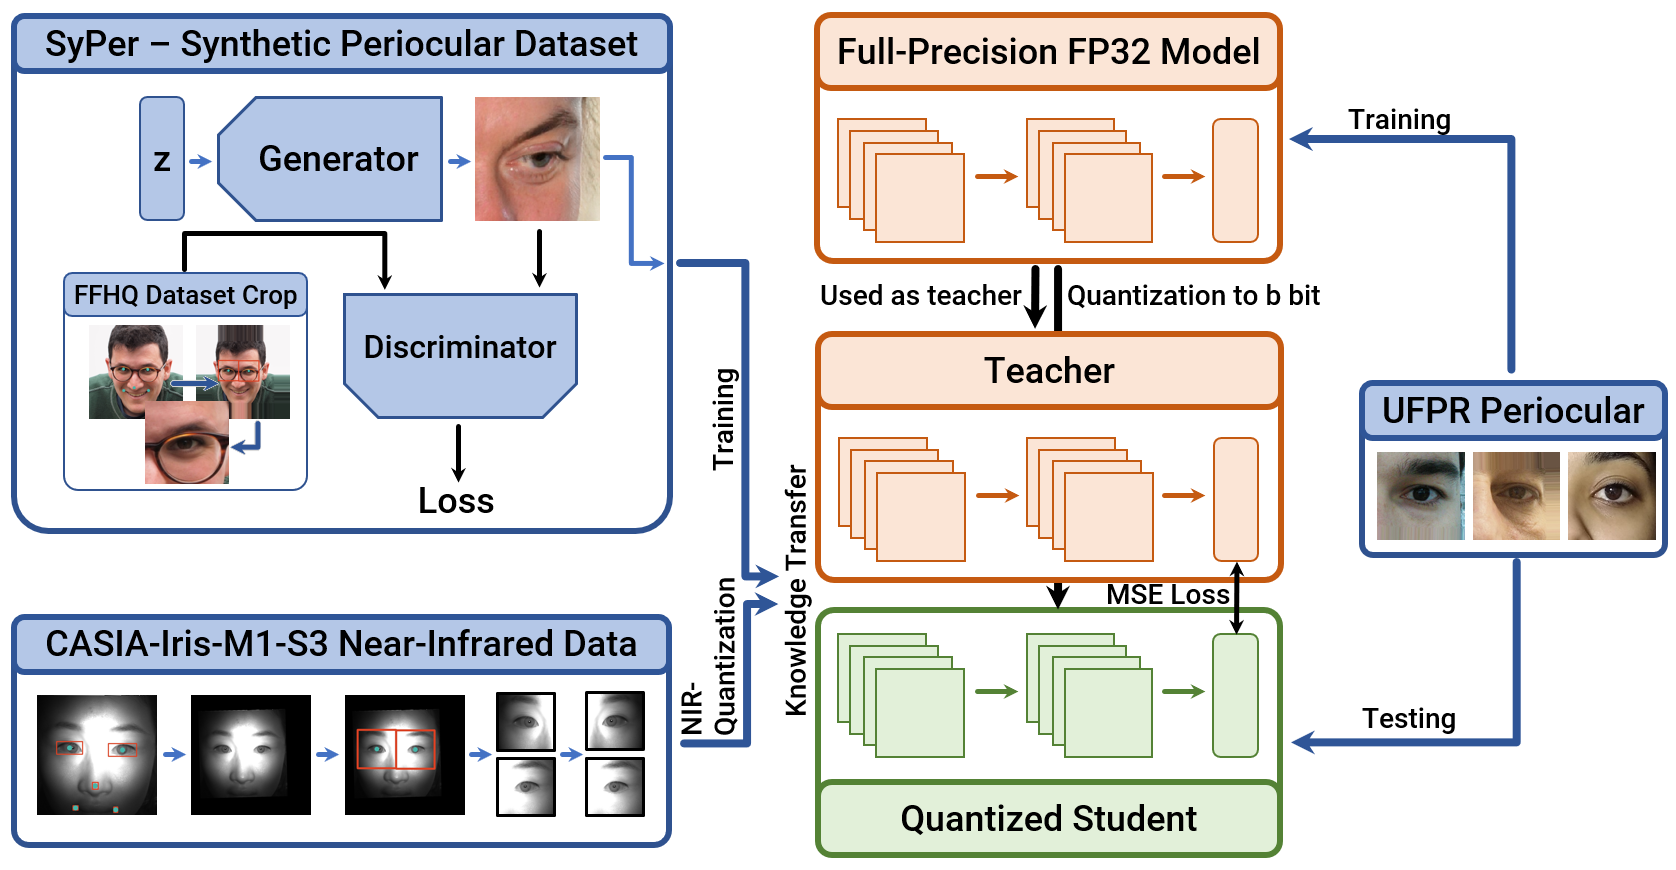 SyPer – Synthetic Periocular Dataset
z
Generator
FFHQ Dataset Crop
Discriminator
Loss
CASIA-Iris-M1-S3 Near-Infrared Data
Training
NIR-
Quantization
Knowledge Transfer
Full-Precision FP32 Model
Used as teacher
Quantization to b bit
Teacher
MSE Loss
Quantized Student
Training
UFPR Periocular
Testing